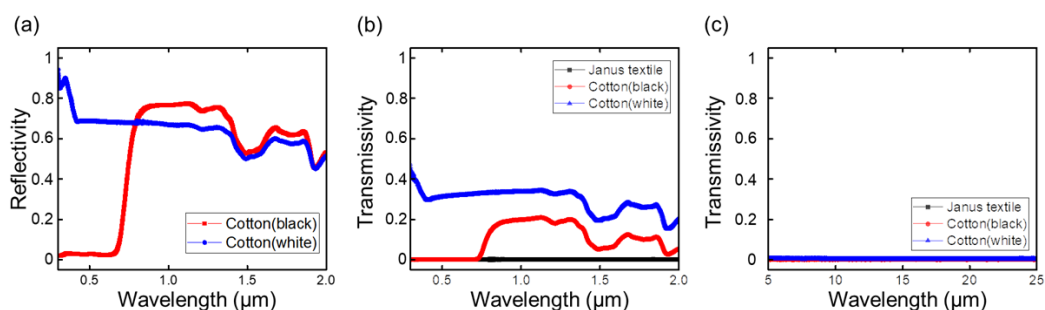 (a)
Reflectivity
1
0.8
0.6
0.4
0.2
0
0.5
1.0
1.5
2.0
Wavelength (μm)
Cotton(black)
Cotton(white)
(b)
Transmissivity
1
0.8
0.6
0.4
0.2
0
0.5
1.0
1.5
2.0
Wavelength (μm)
Janus textile
Cotton(black)
Cotton(white)
(c)
Transmissivity
1
0.8
0.6
0.4
0.2
0
5
10
15
20
25
Wavelength (μm)
Janus textile
Cotton(black)
Cotton(white)